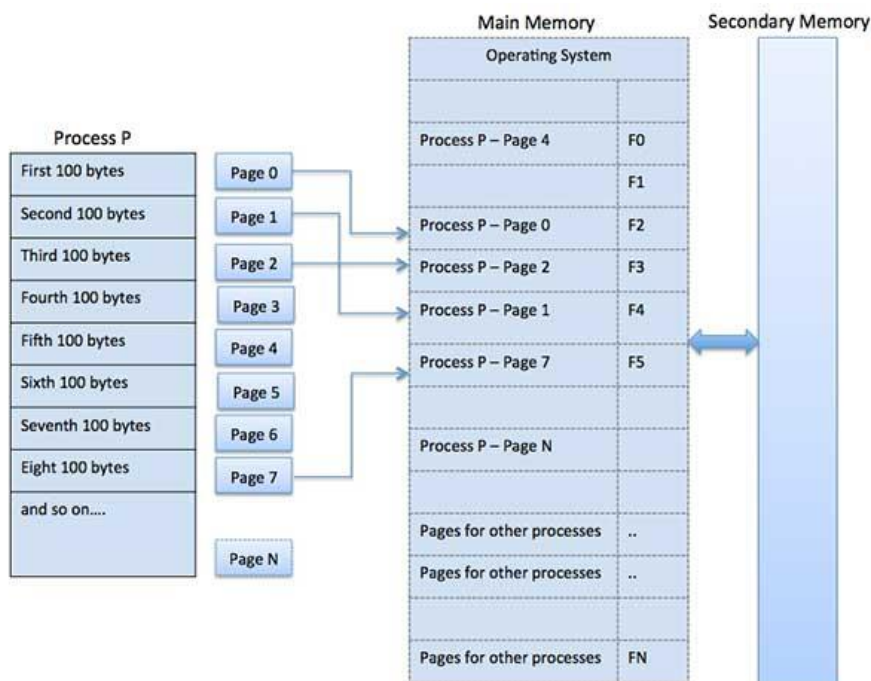 Main Memory
Secondary Memory
Operating System
Process P
Process P – Page 4 F0
First 100 bytes Page 0
F1
Second 100 bytes Page 1
Process P – Page 0 F2
Third 100 bytes Page 2
Process P – Page 2 F3
Fourth 100 bytes Page 3
Process P – Page 1 F4
Fifth 100 bytes Page 4
Process P – Page 7 F5
Sixth 100 bytes Page 5
Seventh 100 bytes Page 6
Process P – Page N
Eight 100 bytes Page 7
and so on....
Pages for other processes ..
Page N
Pages for other processes ..
Pages for other processes FN